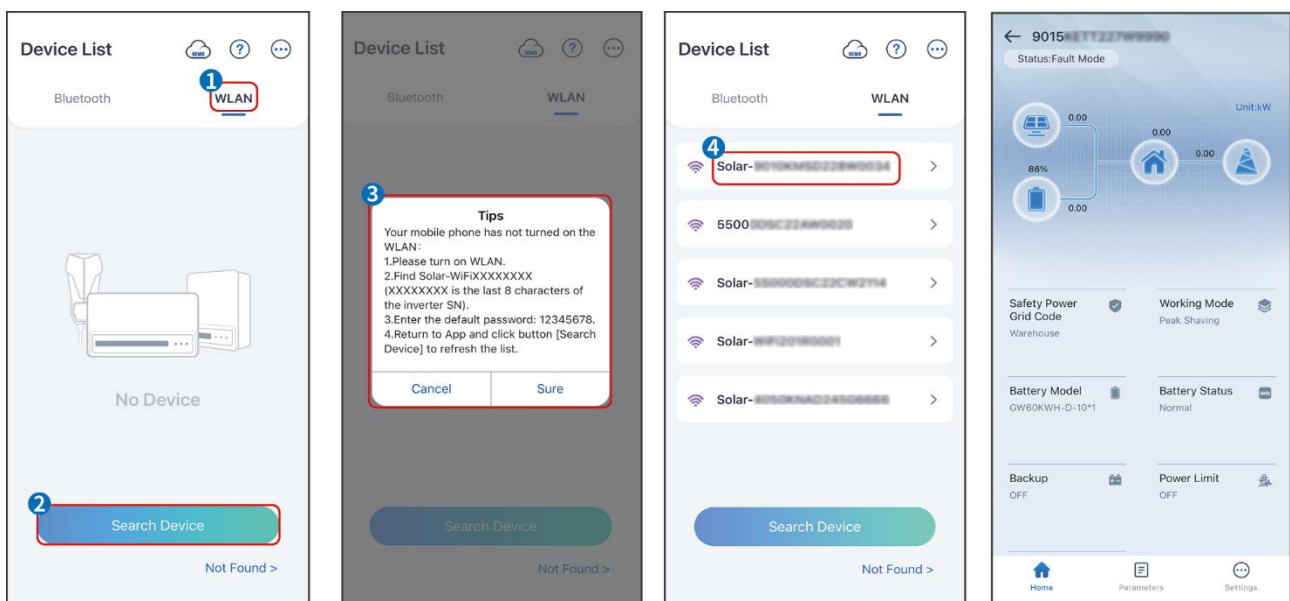 Device List
SEMS
?
1
Bluetooth
WLAN
No Device
2
Search Device
Not Found >
Device List
SEMS
?
Bluetooth
WLAN
3
Tips
Your mobile phone has not turned on the
WLAN:
1.Please turn on WLAN.
2.Find Solar-WiFiXXXXXXXX
(XXXXXXXX is the last 8 characters of
the inverter SN).
3.Enter the default password: 12345678.
4.Return to App and click button [Search
Device] to refresh the list.
Cancel
Sure
Search Device
Not Found >
Device List
SEMS
?
Bluetooth
WLAN
4
Solar-
5500
Solar-
Solar-
Solar-
Search Device
Not Found >
9015
Status:Fault Mode
Unit:kW
0.00
0.00
0.00
86%
0.00
Safety Power
Grid Code
Warehouse
Working Mode
Peak Shaving
Battery Model
GW60KWH-D-10*1
Battery Status
Normal
Backup
OFF
Power Limit
OFF
Home
Parameters
Settings